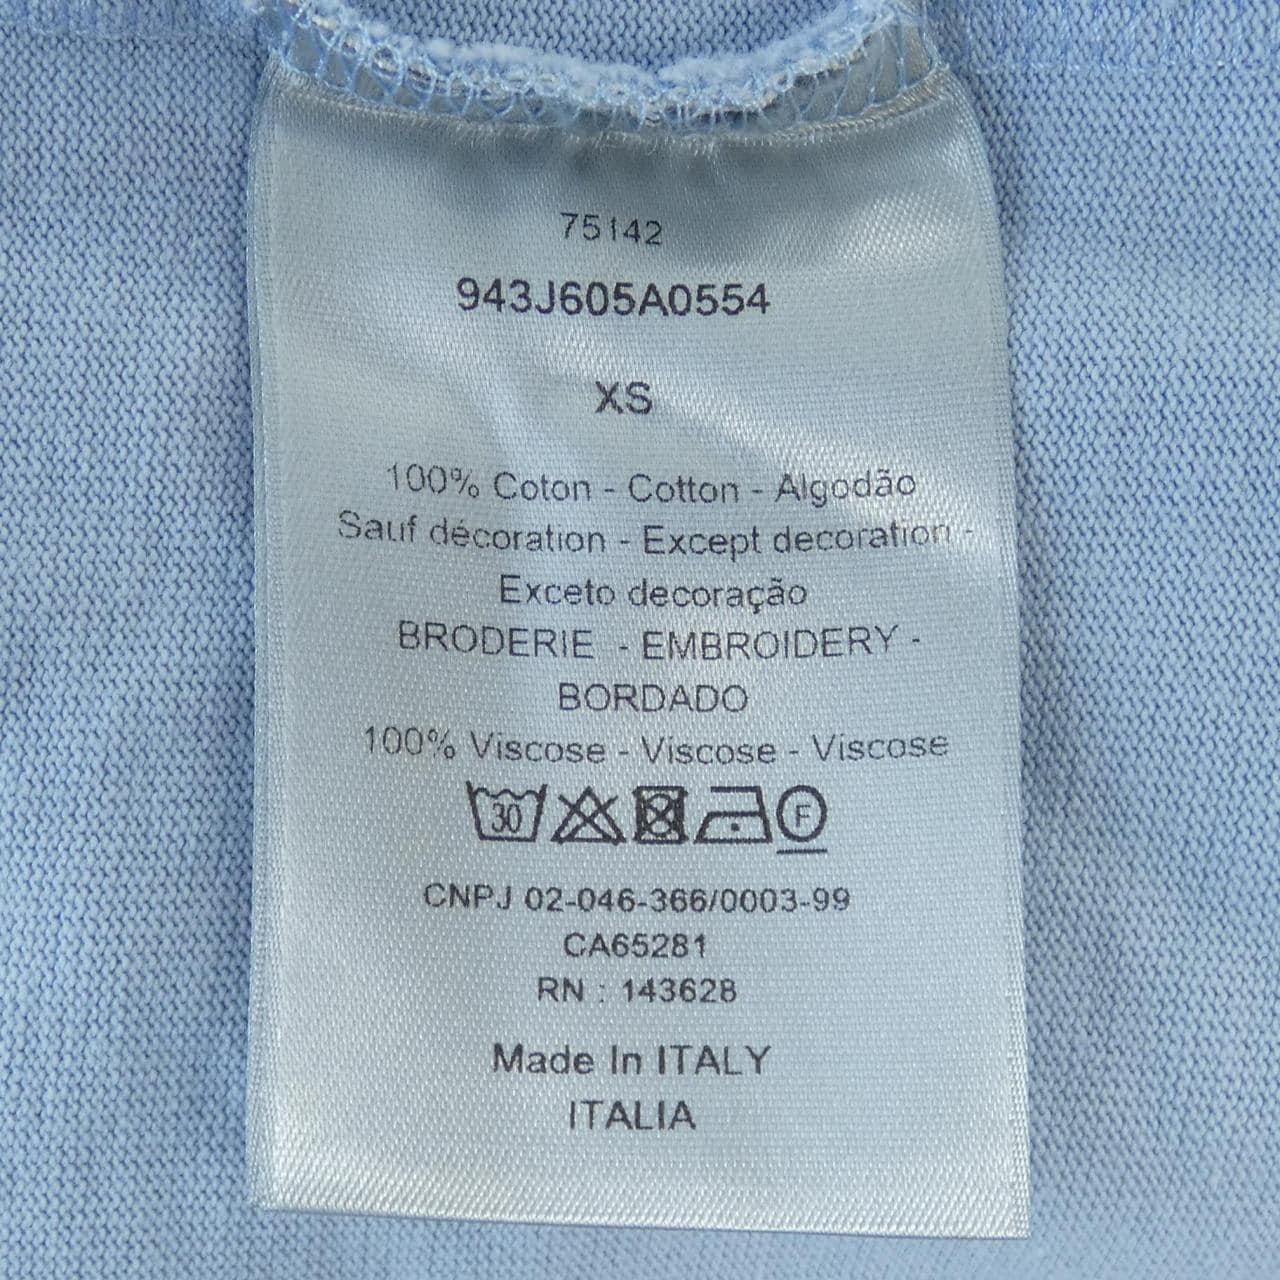 75142
943J605A0554
XS
100% Coton - Cotton - Algodão
Sauf décoration - Except decoration -
Exceto decoração
BRODERIE - EMBROIDERY -
BORDADO
100% Viscose - Viscose - Viscose
30 F
CNPJ 02-046-366/0003-99
CA65281
RN : 143628
Made In ITALY
ITALIA